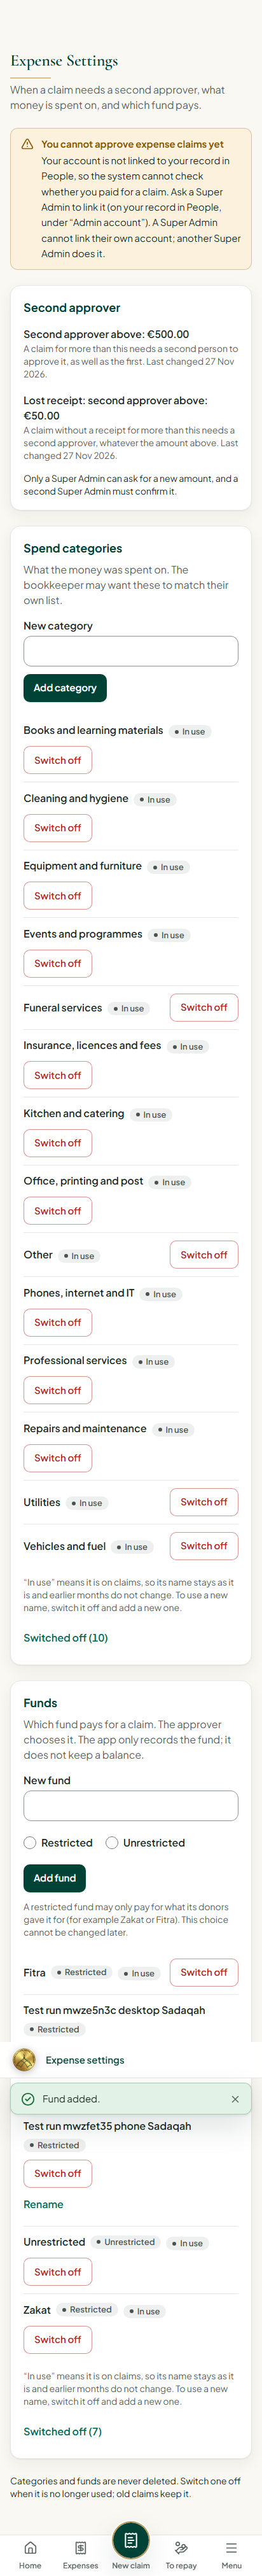 Expense Settings
When a claim needs a second approver, what
money is spent on, and which fund pays.
You cannot approve expense claims yet
Your account is not linked to your record in
People, so the system cannot check
whether you paid for a claim. Ask a Super
Admin to link it (on your record in People,
under “Admin account”). A Super Admin
cannot link their own account; another Super
Admin does it.
Second approver
Second approver above: €500.00
A claim for more than this needs a second person to
approve it, as well as the first. Last changed 27 Nov
2026.
Lost receipt: second approver above:
€50.00
A claim without a receipt for more than this needs a
second approver, whatever the amount above. Last
changed 27 Nov 2026.
Only a Super Admin can ask for a new amount, and a
second Super Admin must confirm it.
Spend categories
What the money was spent on. The
bookkeeper may want these to match their
own list.
New category
Add category
Books and learning materials In use
Switch off
Cleaning and hygiene In use
Switch off
Equipment and furniture In use
Switch off
Events and programmes In use
Switch off
Funeral services In use Switch off
Insurance, licences and fees In use
Switch off
Kitchen and catering In use
Switch off
Office, printing and post In use
Switch off
Other In use Switch off
Phones, internet and IT In use
Switch off
Professional services In use
Switch off
Repairs and maintenance In use
Switch off
Utilities In use Switch off
Vehicles and fuel In use Switch off
“In use” means it is on claims, so its name stays as it
is and earlier months do not change. To use a new
name, switch it off and add a new one.
Switched off (10)
Funds
Which fund pays for a claim. The approver
chooses it. The app only records the fund; it
does not keep a balance.
New fund
Restricted Unrestricted
Add fund
A restricted fund may only pay for what its donors
gave it for (for example Zakat or Fitra). This choice
cannot be changed later.
Fitra Restricted In use Switch off
Test run mwze5n3c desktop Sadaqah
Restricted
Expense settings
Fund added.
Test run mwzfet35 phone Sadaqah
Restricted
Switch off
Rename
Unrestricted Unrestricted In use
Switch off
Zakat Restricted In use
Switch off
“In use” means it is on claims, so its name stays as it
is and earlier months do not change. To use a new
name, switch it off and add a new one.
Switched off (7)
Categories and funds are never deleted. Switch one off
when it is no longer used; old claims keep it.
Home Expenses New claim To repay Menu